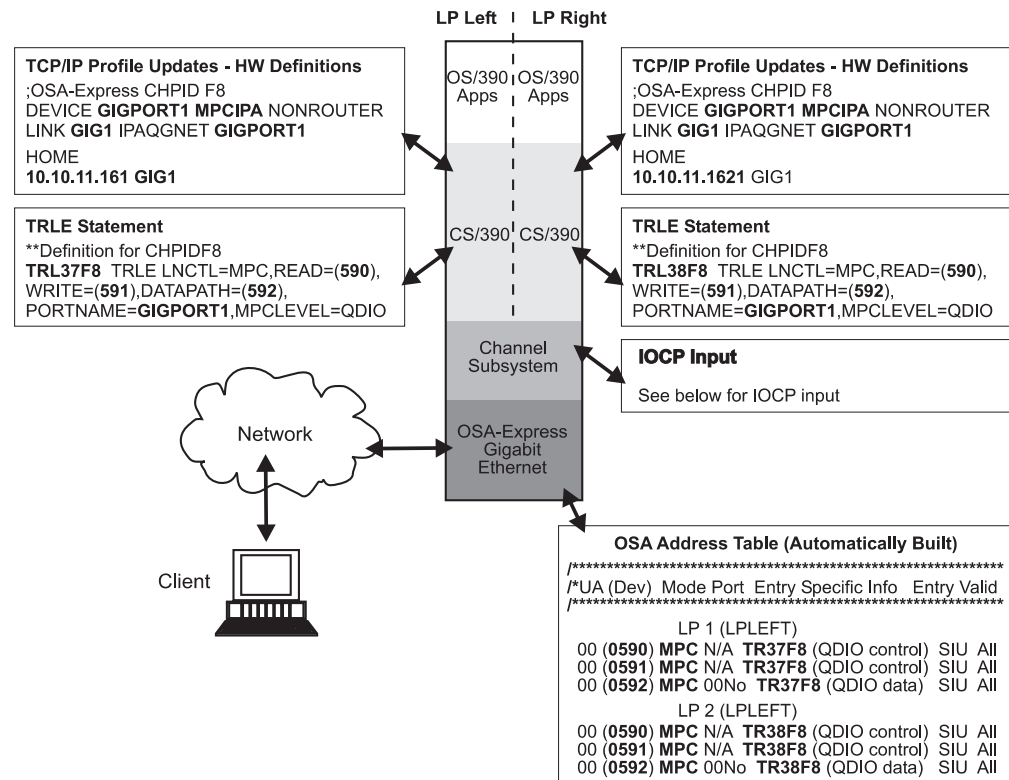 LP Left LP Right
TCP/IP Profile Updates - HW Definitions
;OSA-Express CHPID F8
DEVICE GIGPORT1 MPCIPA NONROUTER
LINK GIG1 IPAQGNET GIGPORT1
HOME
10.10.11.161 GIG1
OS/390 OS/390
Apps Apps
TCP/IP Profile Updates - HW Definitions
;OSA-Express CHPID F8
DEVICE GIGPORT1 MPCIPA NONROUTER
LINK GIG1 IPAQGNET GIGPORT1
HOME
10.10.11.1621 GIG1
TRLE Statement
**Definition for CHPIDF8
TRL37F8 TRLE LNCTL=MPC,READ=(590),
WRITE=(591),DATAPATH=(592),
PORTNAME=GIGPORT1,MPCLEVEL=QDIO
CS/390 CS/390
TRLE Statement
**Definition for CHPIDF8
TRL38F8 TRLE LNCTL=MPC,READ=(590),
WRITE=(591),DATAPATH=(592),
PORTNAME=GIGPORT1,MPCLEVEL=QDIO
Channel
Subsystem
IOCP Input
See below for IOCP input
Network
OSA-Express
Gigabit
Ethernet
Client
OSA Address Table (Automatically Built)
/**************************************************************
/*UA (Dev) Mode Port Entry Specific Info Entry Valid
/**************************************************************
LP 1 (LPLEFT)
00 (0590) MPC N/A TR37F8 (QDIO control) SIU All
00 (0591) MPC N/A TR37F8 (QDIO control) SIU All
00 (0592) MPC 00No TR37F8 (QDIO data) SIU All
LP 2 (LPLEFT)
00 (0590) MPC N/A TR38F8 (QDIO control) SIU All
00 (0591) MPC N/A TR38F8 (QDIO control) SIU All
00 (0592) MPC 00No TR38F8 (QDIO data) SIU All